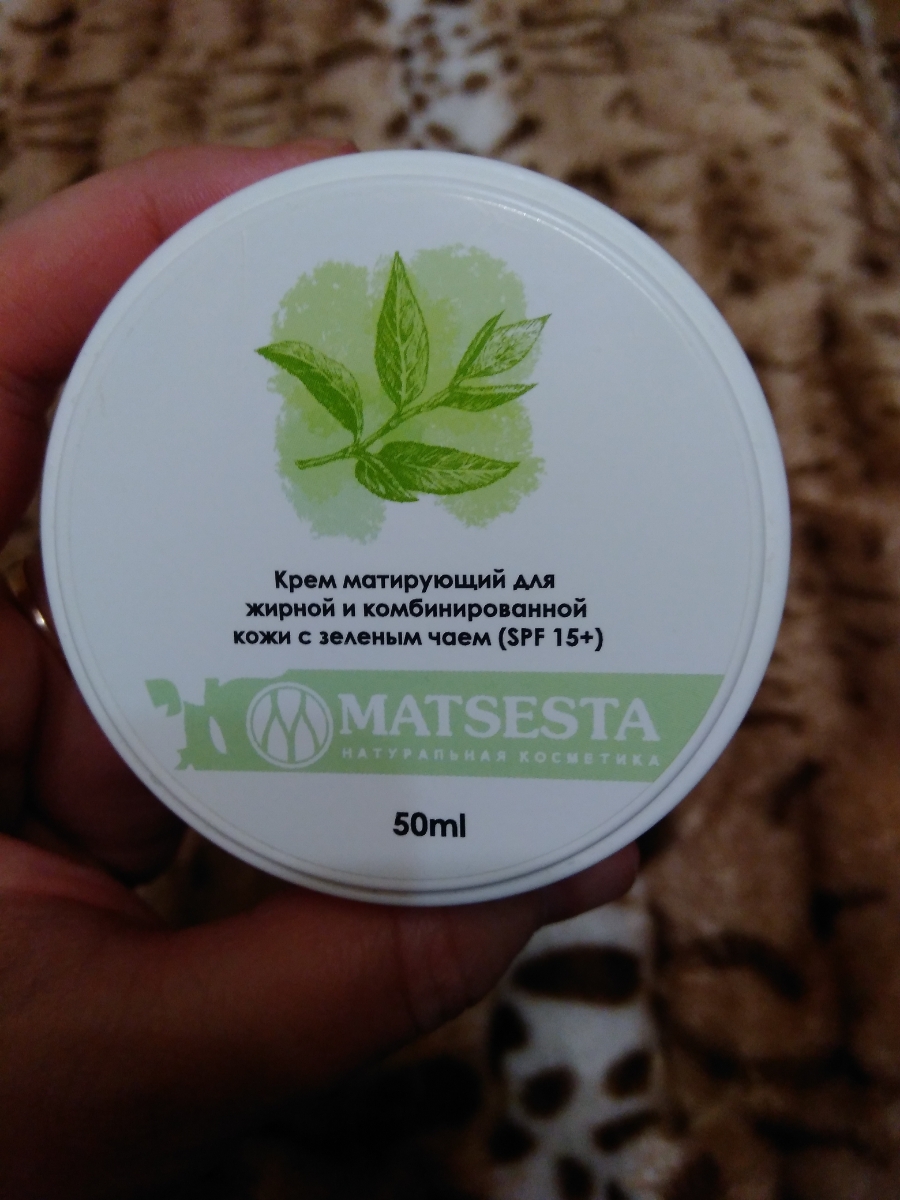 Крем матирующий для
жирной и комбинированной
кожи с зеленым чаем (SPF 15+)
MATSESTA
НАТУРАЛЬНАЯ КОСМЕТИКА
50ml